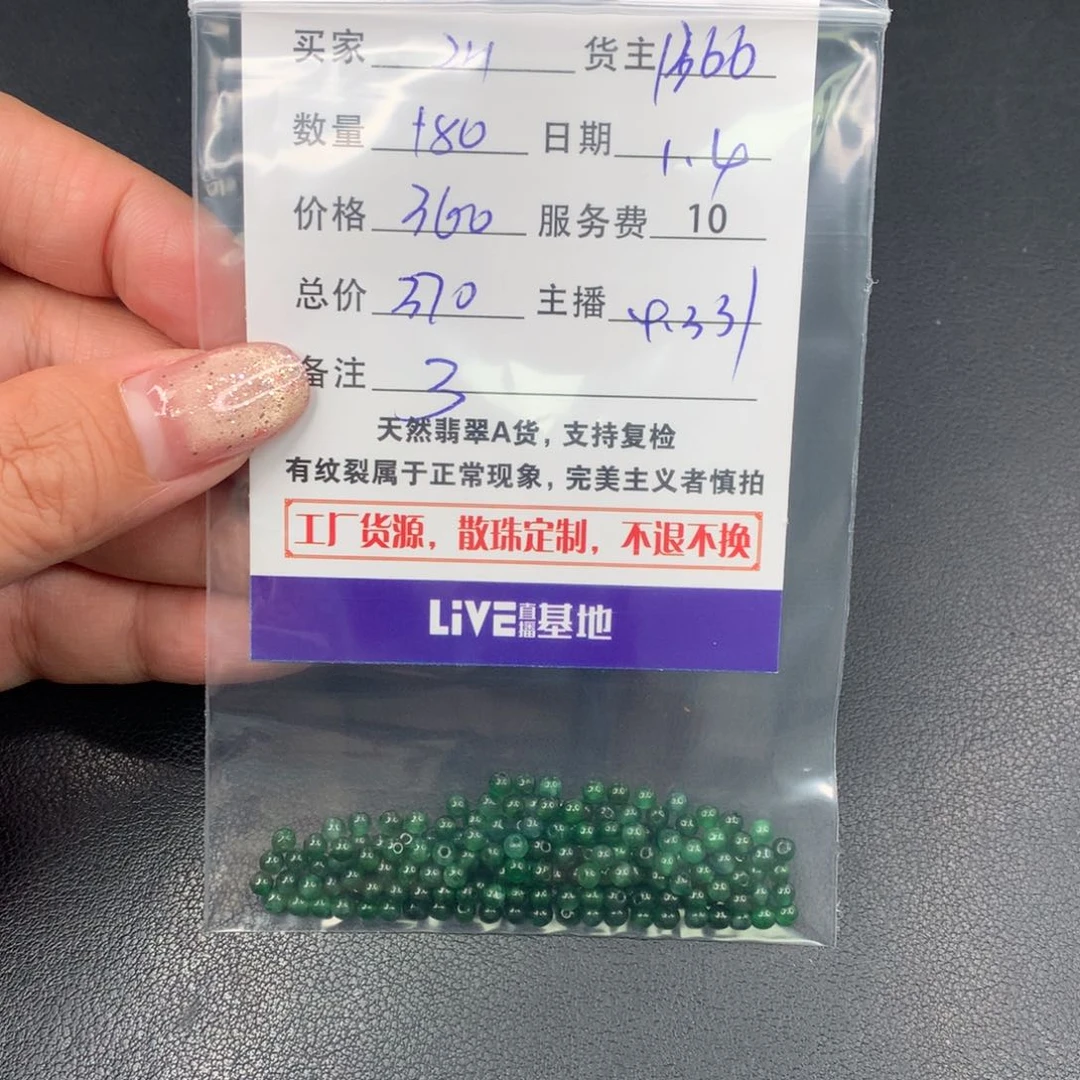 买家 货主
数量 180 日期 1.4
价格 360 服务费 10
总价 370 主播
备注 3
天然翡翠A货，支持复检
有纹裂属于正常现象，完美主义者慎拍
工厂货源，散珠定制，不退不换
LiVE直播基地